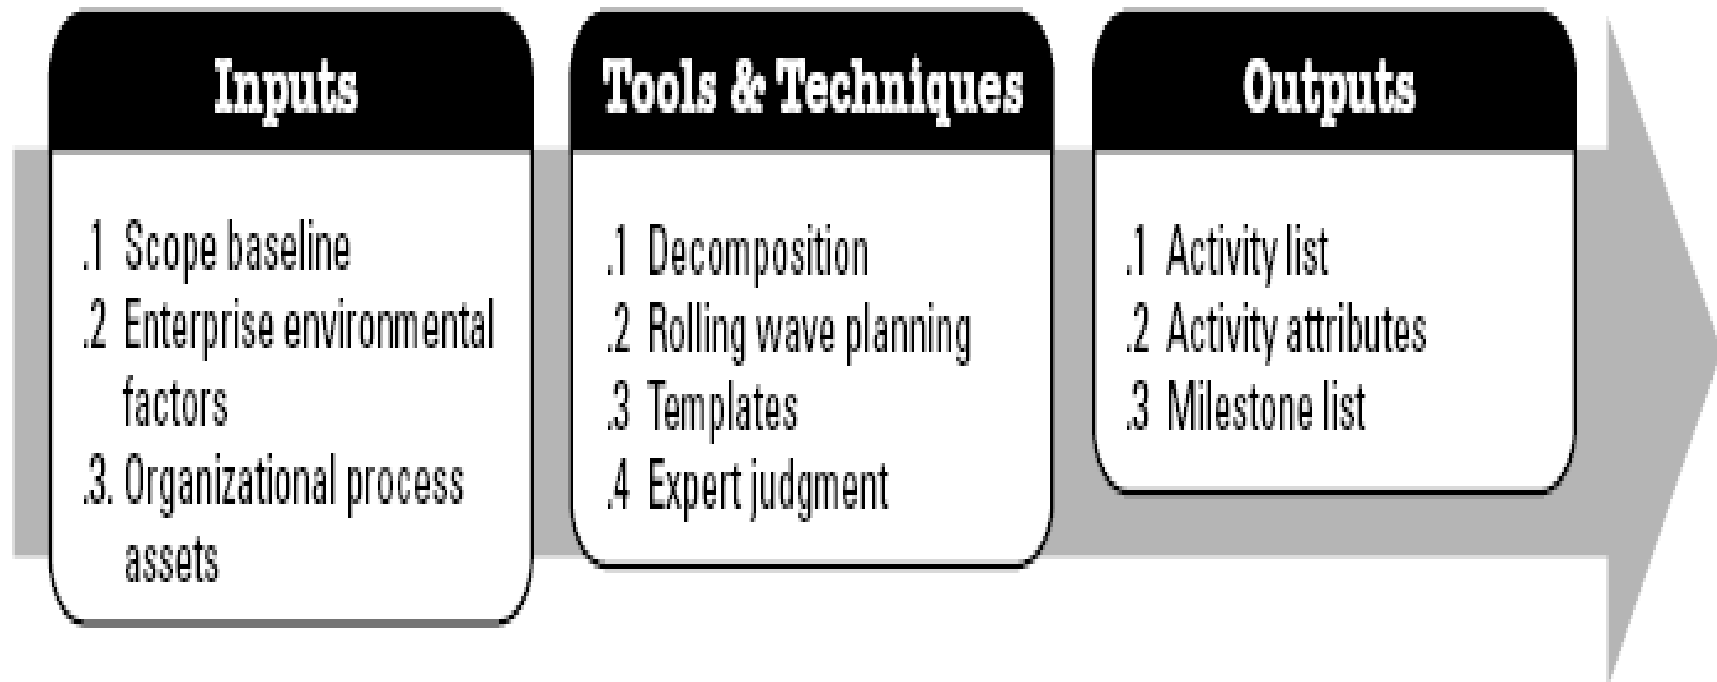 Inputs
.1 Scope baseline
.2 Enterprise environmental
factors
.3. Organizational process
assets
Tools & Techniques
.1 Decomposition
.2 Rolling wave planning
.3 Templates
.4 Expert judgment
Outputs
.1 Activity list
.2 Activity attributes
.3 Milestone list